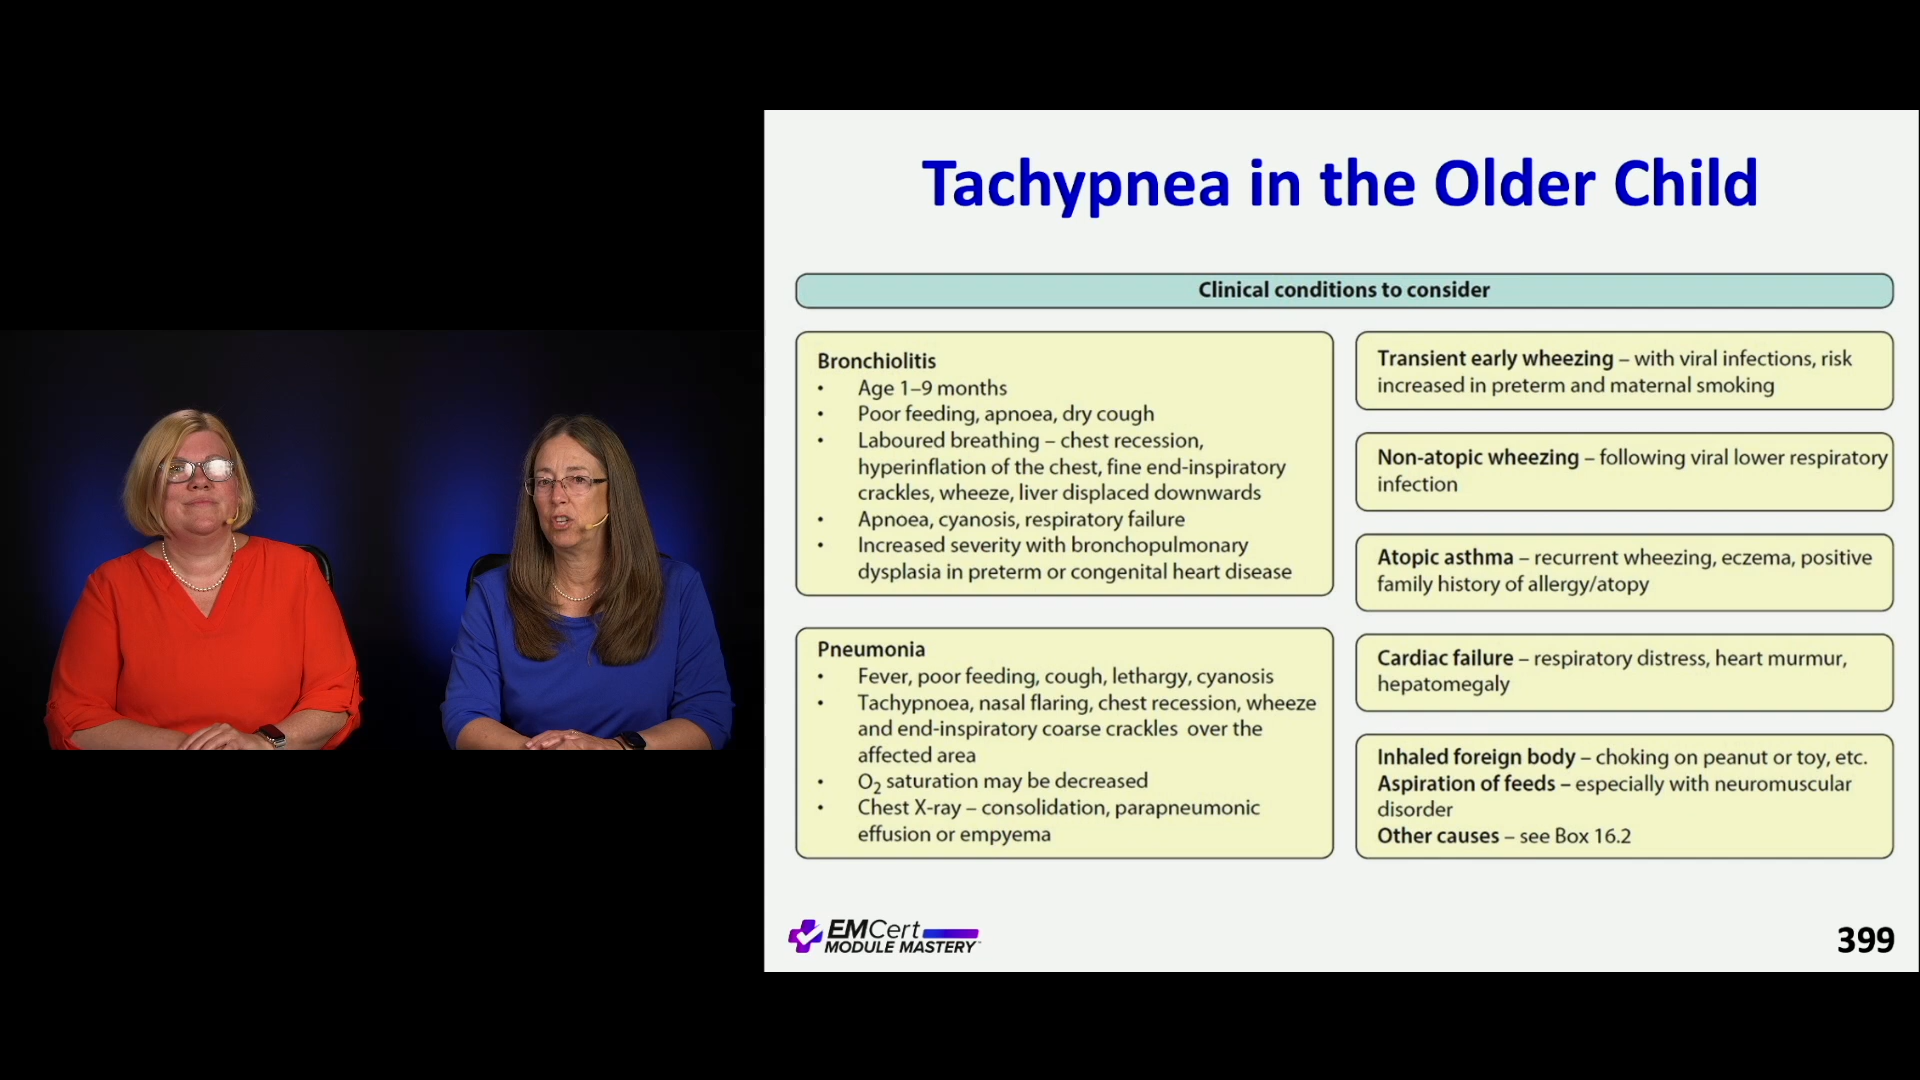 Tachypnea in the Older Child
Clinical conditions to consider
Bronchiolitis
• Age 1–9 months
• Poor feeding, apnoea, dry cough
• Laboured breathing – chest recession,
hyperinflation of the chest, fine end-inspiratory
crackles, wheeze, liver displaced downwards
• Apnoea, cyanosis, respiratory failure
• Increased severity with bronchopulmonary
dysplasia in preterm or congenital heart disease
Pneumonia
• Fever, poor feeding, cough, lethargy, cyanosis
• Tachypnoea, nasal flaring, chest recession, wheeze
and end-inspiratory coarse crackles over the
affected area
• O₂ saturation may be decreased
• Chest X-ray – consolidation, parapneumonic
effusion or empyema
Transient early wheezing – with viral infections, risk
increased in preterm and maternal smoking
Non-atopic wheezing – following viral lower respiratory
infection
Atopic asthma – recurrent wheezing, eczema, positive
family history of allergy/atopy
Cardiac failure – respiratory distress, heart murmur,
hepatomegaly
Inhaled foreign body – choking on peanut or toy, etc.
Aspiration of feeds – especially with neuromuscular
disorder
Other causes – see Box 16.2
EMCert
MODULE MASTERY
399